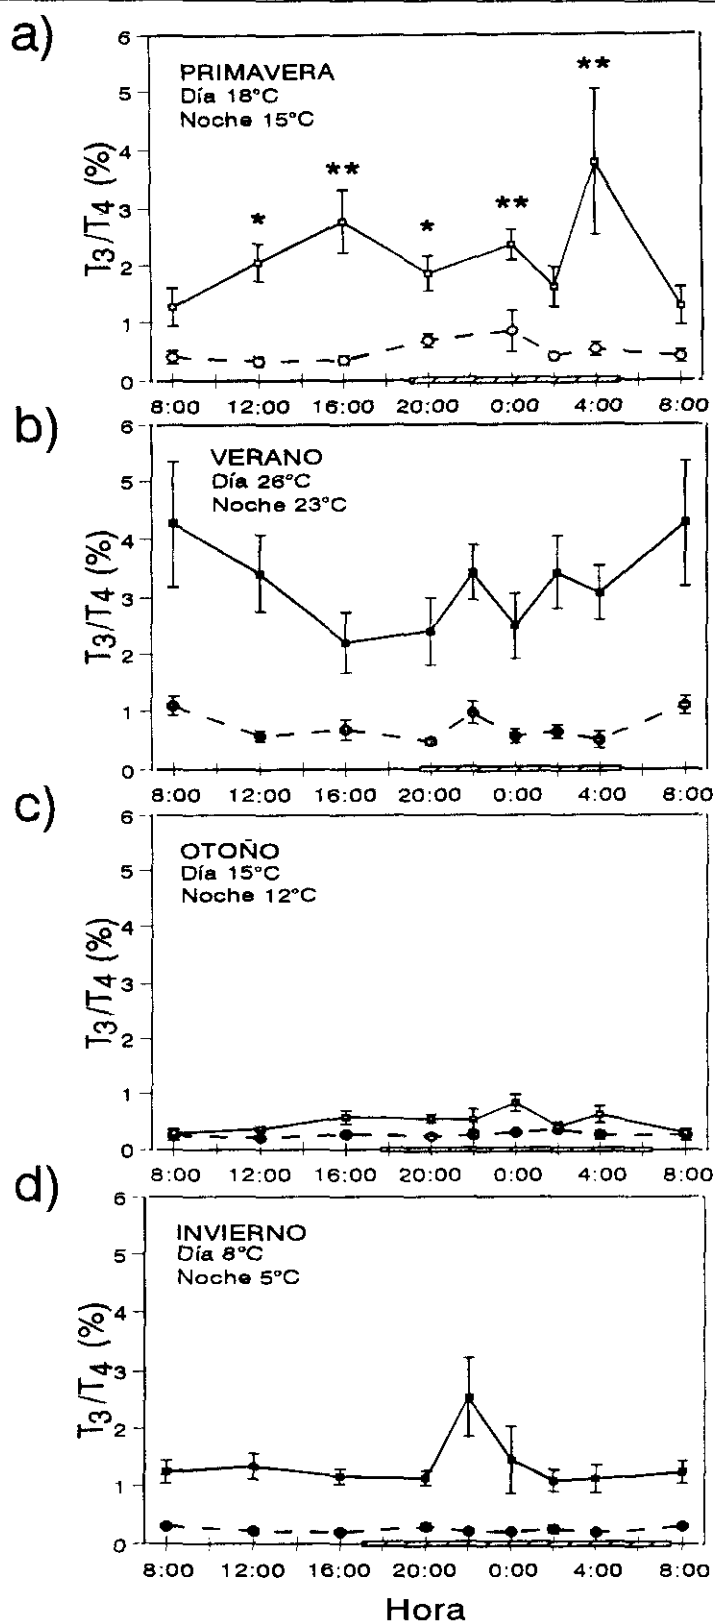 a)
6
5
4
3
2
1
0
T3/T4 (%)
PRIMAVERA
Día 18°C
Noche 15°C
*
**
*
**
**
8:00 12:00 16:00 20:00 0:00 4:00 8:00
b)
6
5
4
3
2
1
0
T3/T4 (%)
VERANO
Día 26°C
Noche 23°C
8:00 12:00 16:00 20:00 0:00 4:00 8:00
c)
6
5
4
3
2
1
0
T3/T4 (%)
OTOÑO
Día 15°C
Noche 12°C
8:00 12:00 16:00 20:00 0:00 4:00 8:00
d)
6
5
4
3
2
1
0
T3/T4 (%)
INVIERNO
Día 8°C
Noche 5°C
8:00 12:00 16:00 20:00 0:00 4:00 8:00
Hora